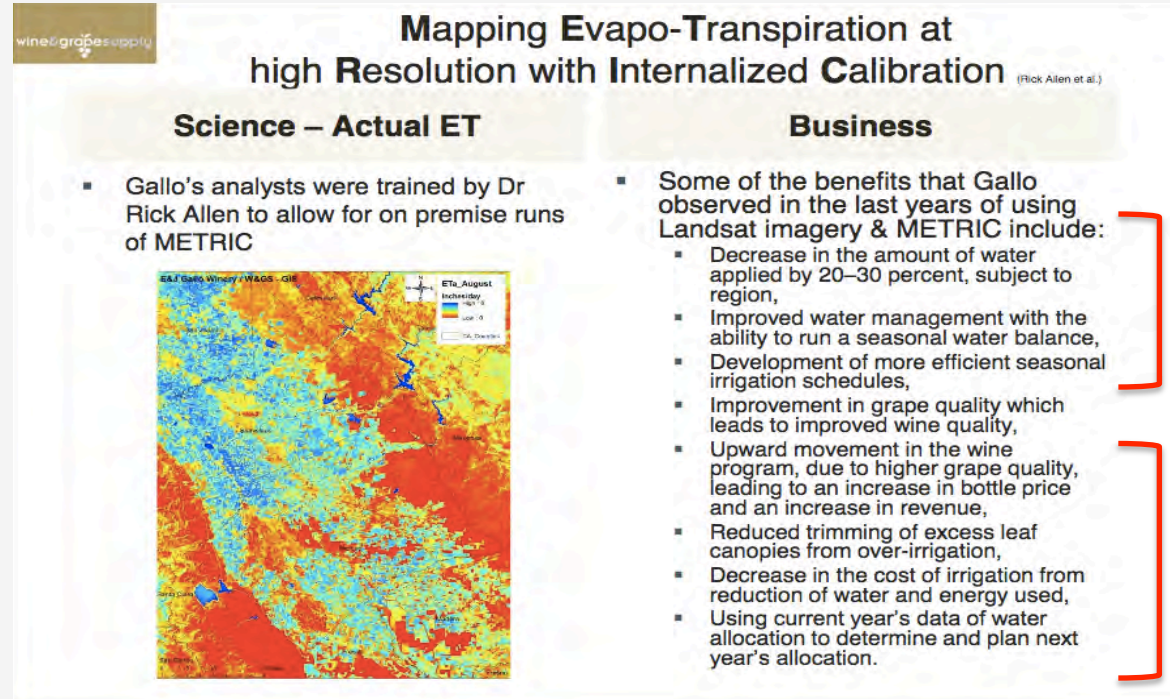 wine&grapesupply
Mapping Evapo-Transpiration at
high Resolution with Internalized Calibration (Rick Allen et al.)
Science – Actual ET
▪ Gallo's analysts were trained by Dr
Rick Allen to allow for on premise runs
of METRIC
E&J Gallo Winery / W&GS - GIS
N
ETa_August
Inches/day
High : 8
Low : 0
Business
▪ Some of the benefits that Gallo
observed in the last years of using
Landsat imagery & METRIC include:
▪ Decrease in the amount of water
applied by 20–30 percent, subject to
region,
▪ Improved water management with the
ability to run a seasonal water balance,
▪ Development of more efficient seasonal
irrigation schedules,
▪ Improvement in grape quality which
leads to improved wine quality,
▪ Upward movement in the wine
program, due to higher grape quality,
leading to an increase in bottle price
and an increase in revenue,
▪ Reduced trimming of excess leaf
canopies from over-irrigation,
▪ Decrease in the cost of irrigation from
reduction of water and energy used,
▪ Using current year's data of water
allocation to determine and plan next
year's allocation.